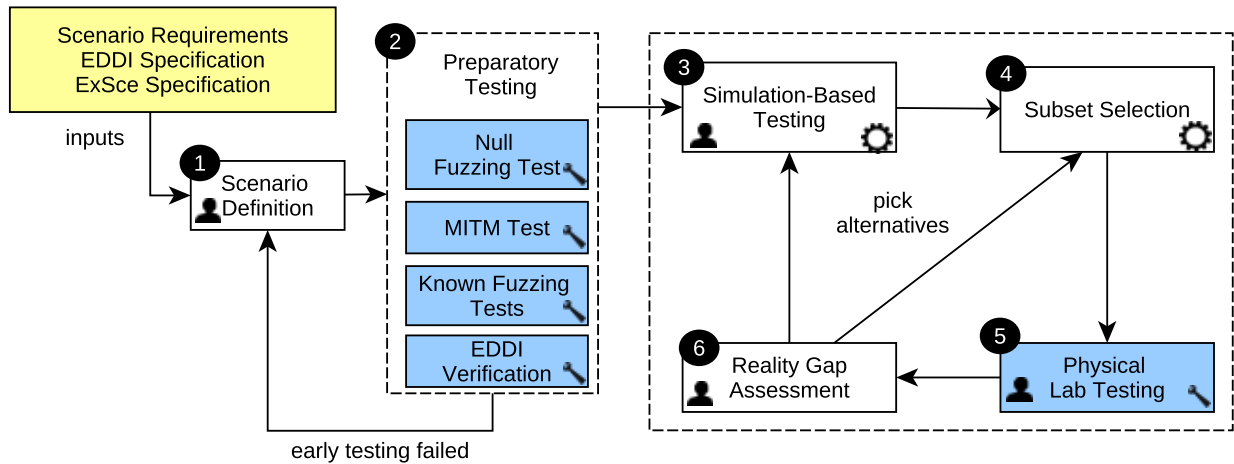 Scenario Requirements
EDDI Specification
ExSce Specification
inputs
1
Scenario
Definition
2
Preparatory
Testing
Null
Fuzzing Test
MITM Test
Known Fuzzing
Tests
EDDI
Verification
early testing failed
3
Simulation-Based
Testing
4
Subset Selection
pick
alternatives
5
Physical
Lab Testing
6
Reality Gap
Assessment